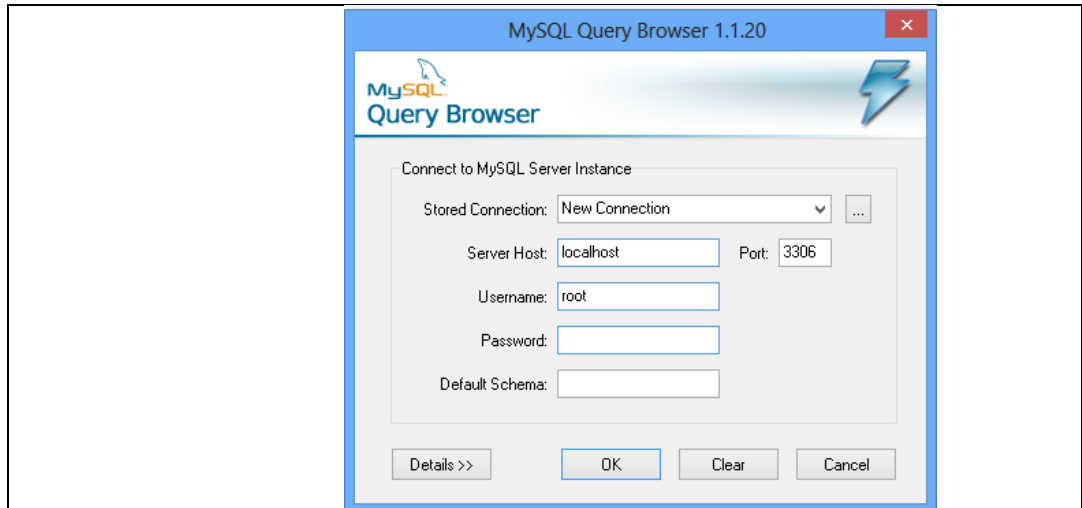 MySQL Query Browser 1.1.20
MySQL
Query Browser
Connect to MySQL Server Instance
Stored Connection: New Connection ...
Server Host: localhost Port: 3306
Username: root
Password:
Default Schema:
Details >> OK Clear Cancel